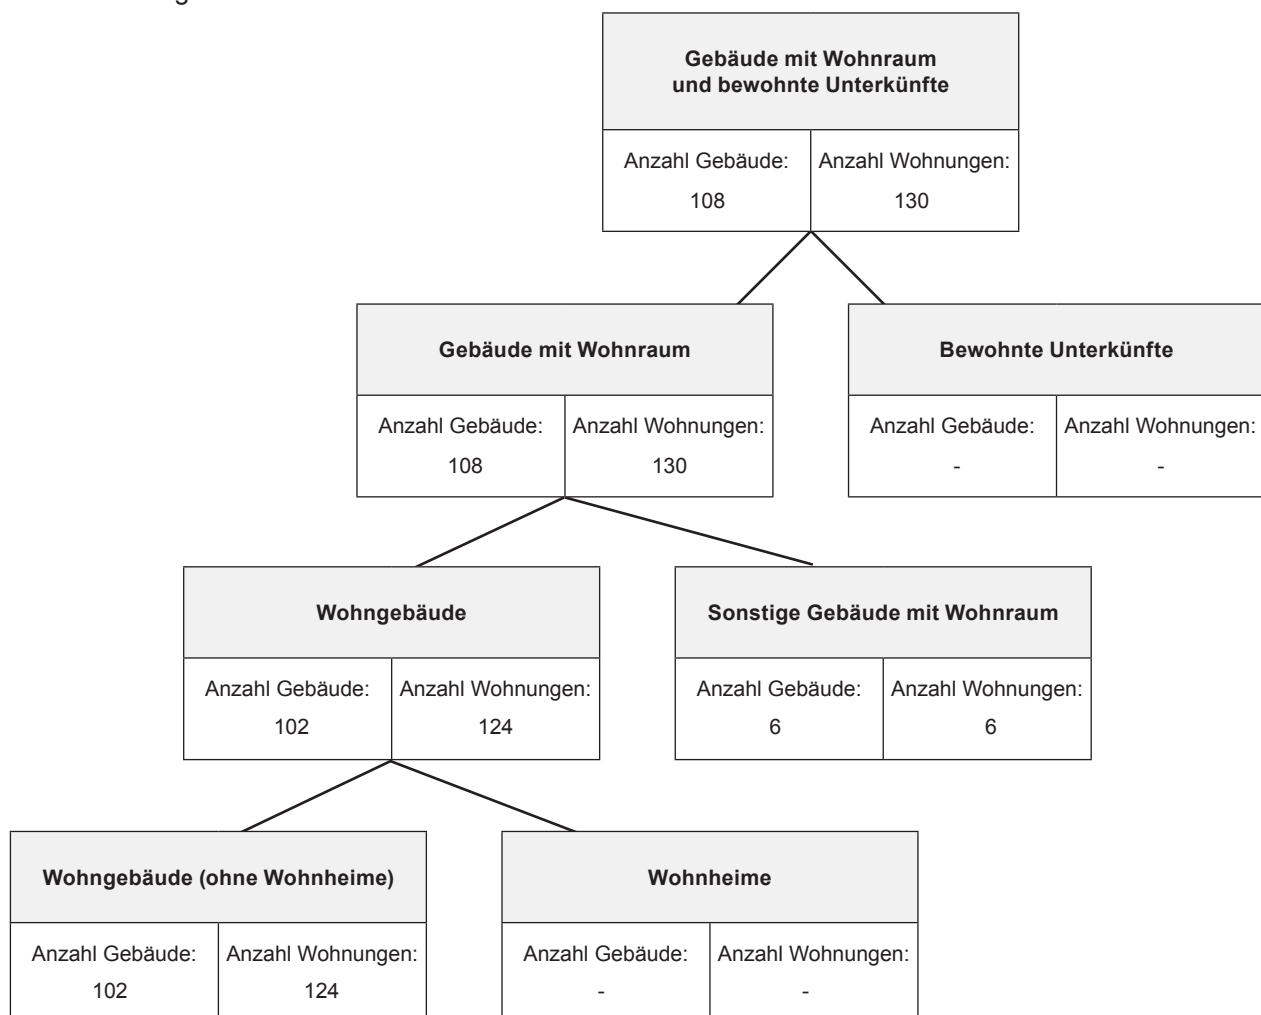 Gebäude mit Wohnraum
und bewohnte Unterkünfte
Anzahl Gebäude: Anzahl Wohnungen:
108 130
Gebäude mit Wohnraum Bewohnte Unterkünfte
Anzahl Gebäude: Anzahl Wohnungen: Anzahl Gebäude: Anzahl Wohnungen:
108 130 - -
Wohngebäude Sonstige Gebäude mit Wohnraum
Anzahl Gebäude: Anzahl Wohnungen: Anzahl Gebäude: Anzahl Wohnungen:
102 124 6 6
Wohngebäude (ohne Wohnheime) Wohnheime
Anzahl Gebäude: Anzahl Wohnungen: Anzahl Gebäude: Anzahl Wohnungen:
102 124 - -